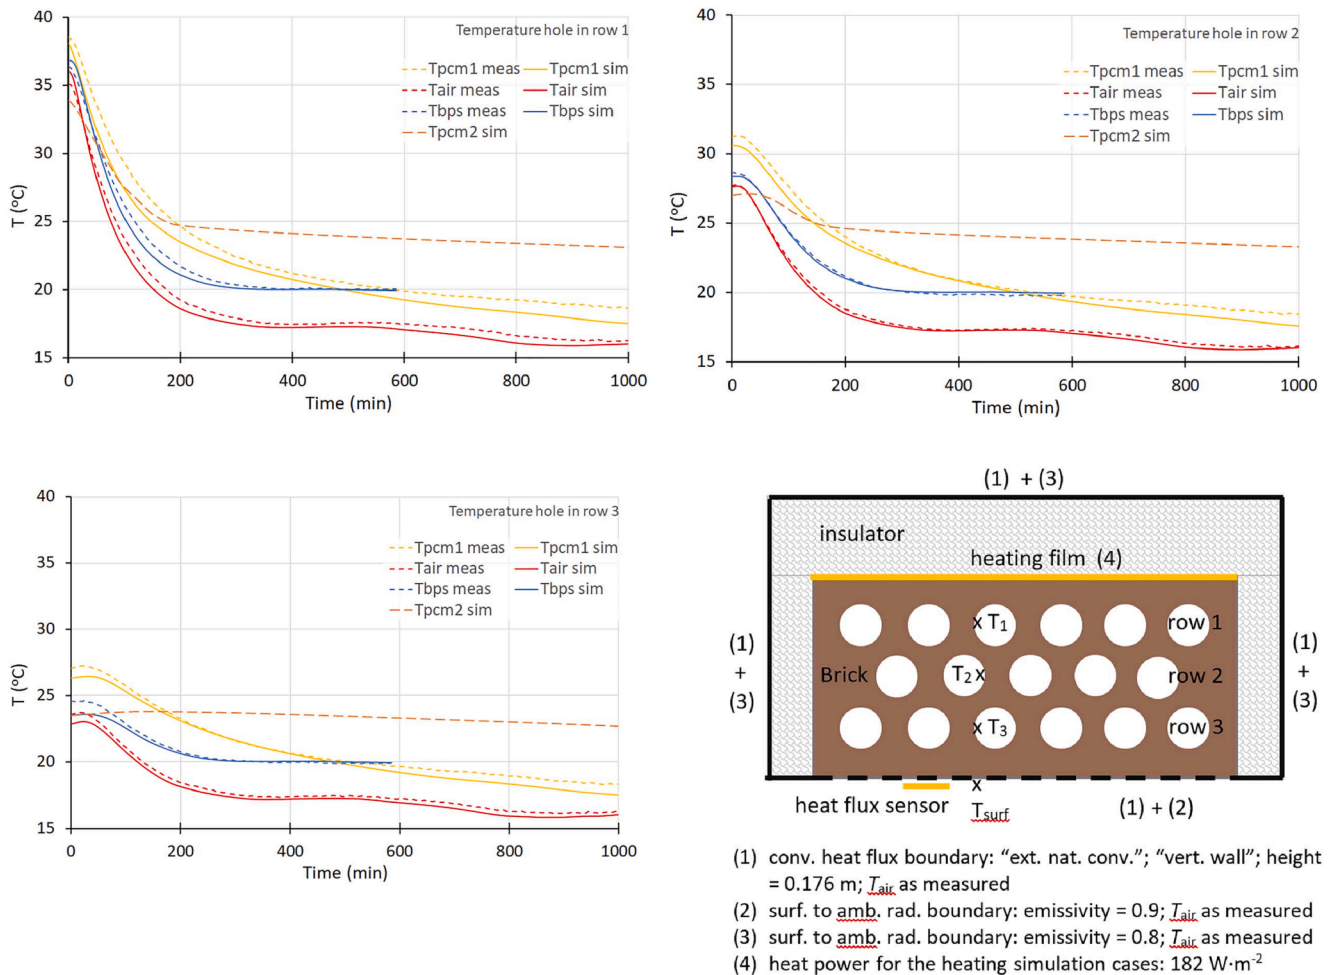 Temperature hole in row 1
Tpcm1 meas
Tpcm1 sim
Tair meas
Tair sim
Tbps meas
Tbps sim
Tpcm2 sim
T (ºC)
40
35
30
25
20
15
0
200
400
600
800
1000
Time (min)
Temperature hole in row 2
Tpcm1 meas
Tpcm1 sim
Tair meas
Tair sim
Tbps meas
Tbps sim
Tpcm2 sim
T (ºC)
40
35
30
25
20
15
0
200
400
600
800
1000
Time (min)
Temperature hole in row 3
Tpcm1 meas
Tpcm1 sim
Tair meas
Tair sim
Tbps meas
Tbps sim
Tpcm2 sim
T (ºC)
40
35
30
25
20
15
0
200
400
600
800
1000
Time (min)
(1) + (3)
insulator
heating film (4)
x T1
row 1
(1)
+
(3)
Brick
T2x
row 2
(1)
+
(3)
x T3
row 3
x
heat flux sensor
Tsurf
(1) + (2)
(1) conv. heat flux boundary: “ext. nat. conv.”; “vert. wall”; height
= 0.176 m; Tair as measured
(2) surf. to amb. rad. boundary: emissivity = 0.9; Tair as measured
(3) surf. to amb. rad. boundary: emissivity = 0.8; Tair as measured
(4) heat power for the heating simulation cases: 182 W·m-2